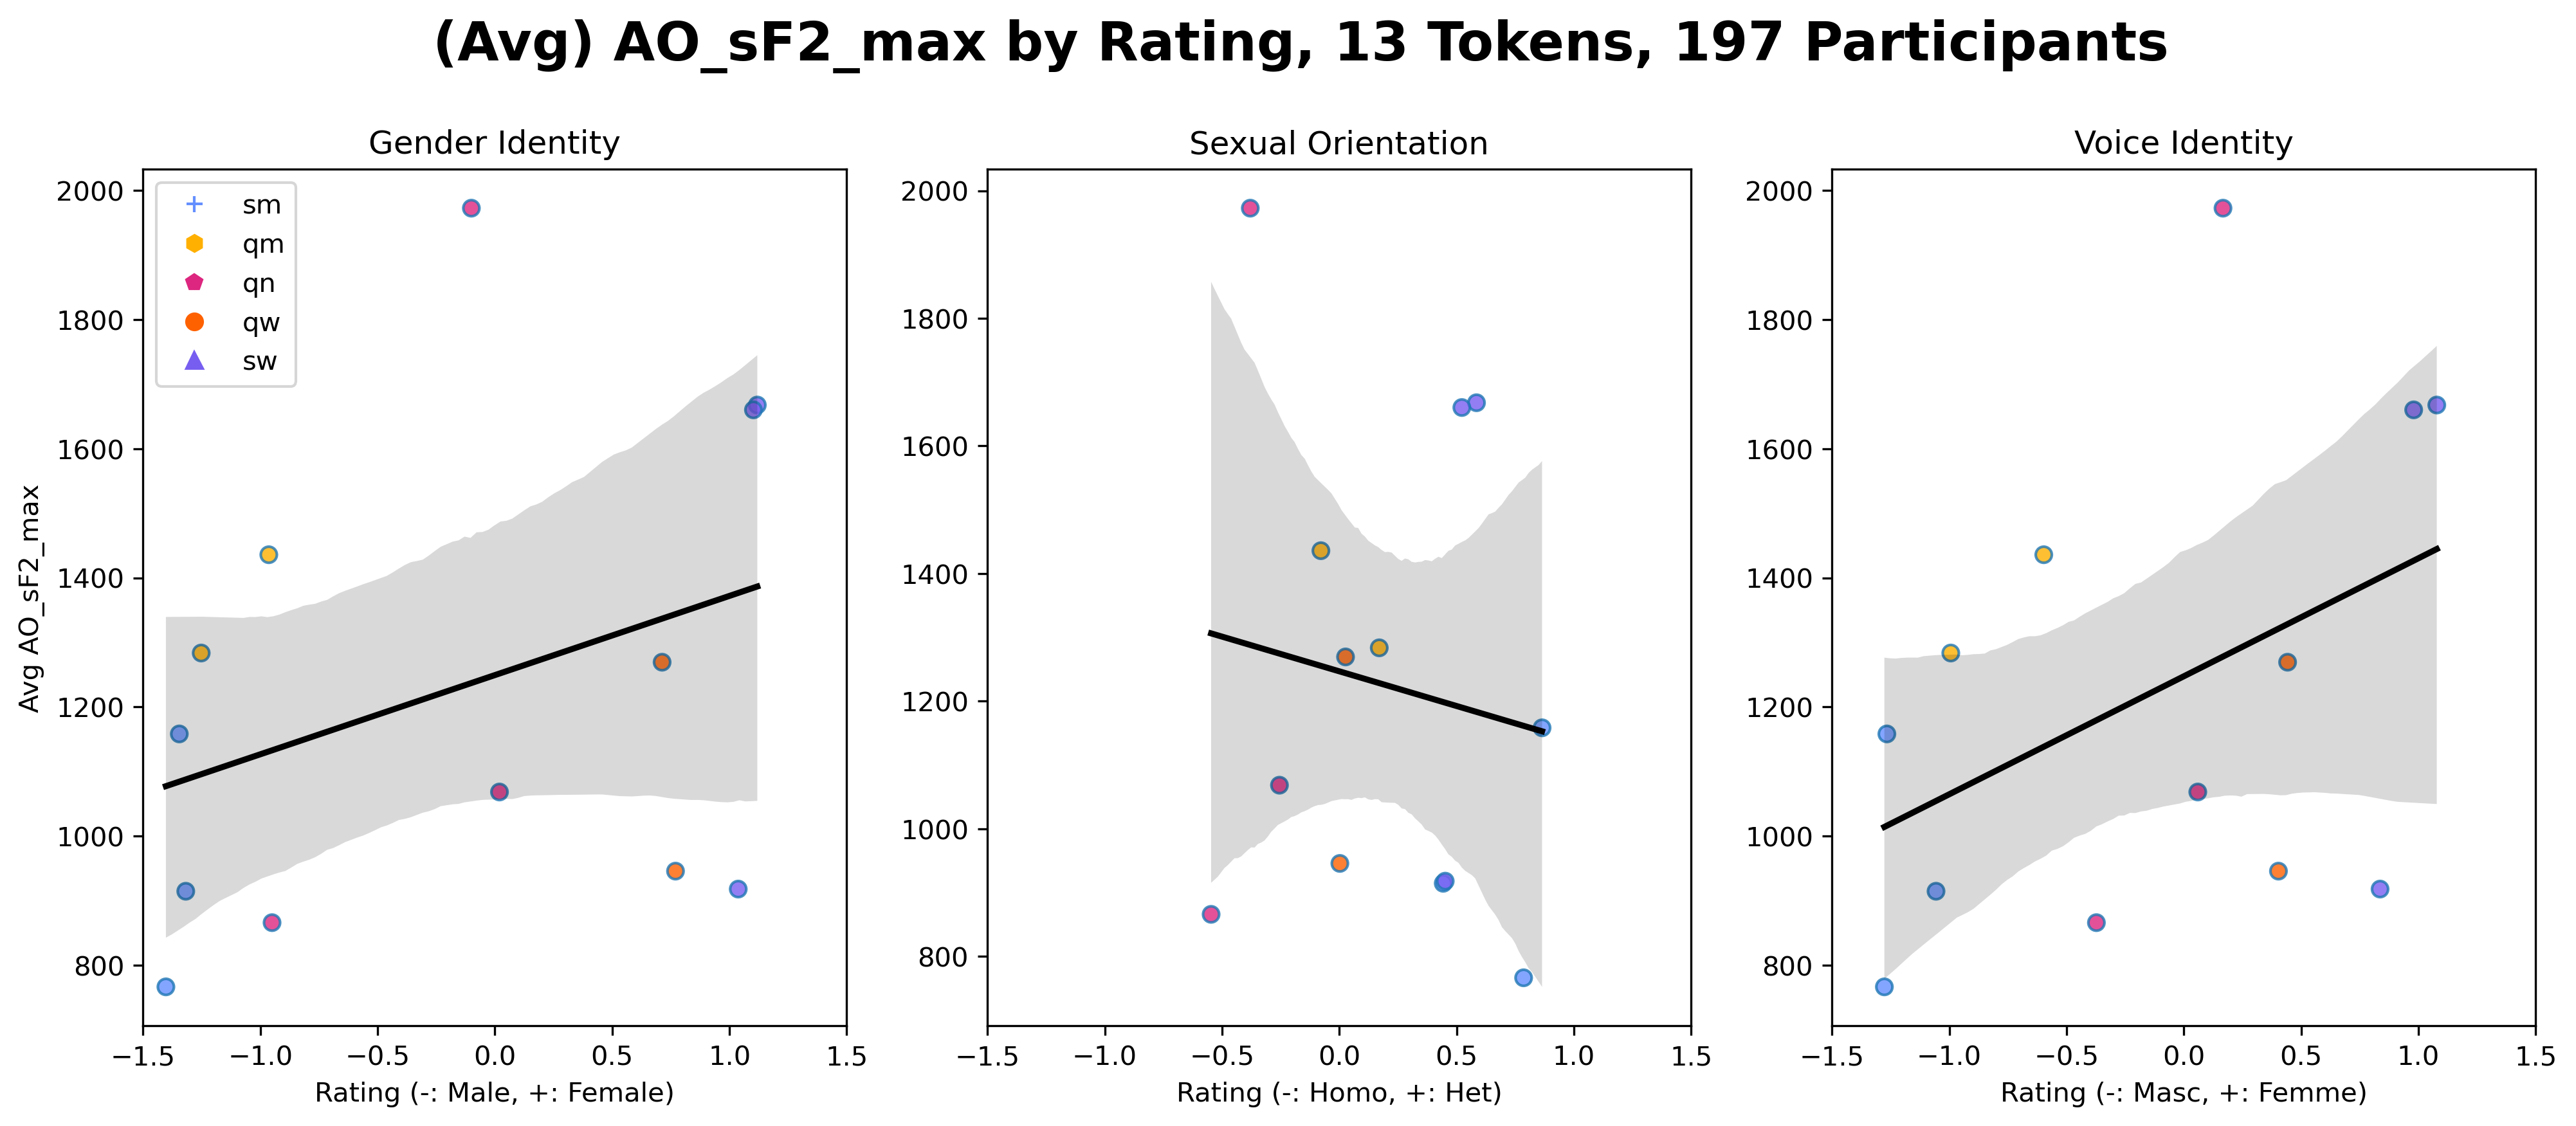 (Avg) AO_sF2_max by Rating, 13 Tokens, 197 Participants
Gender Identity
Sexual Orientation
Voice Identity
Avg AO_sF2_max
2000
1800
1600
1400
1200
1000
800
sm
qm
qn
qw
sw
−1.5 −1.0 −0.5 0.0 0.5 1.0 1.5
Rating (-: Male, +: Female)
2000
1800
1600
1400
1200
1000
800
−1.5 −1.0 −0.5 0.0 0.5 1.0 1.5
Rating (-: Homo, +: Het)
2000
1800
1600
1400
1200
1000
800
−1.5 −1.0 −0.5 0.0 0.5 1.0 1.5
Rating (-: Masc, +: Femme)